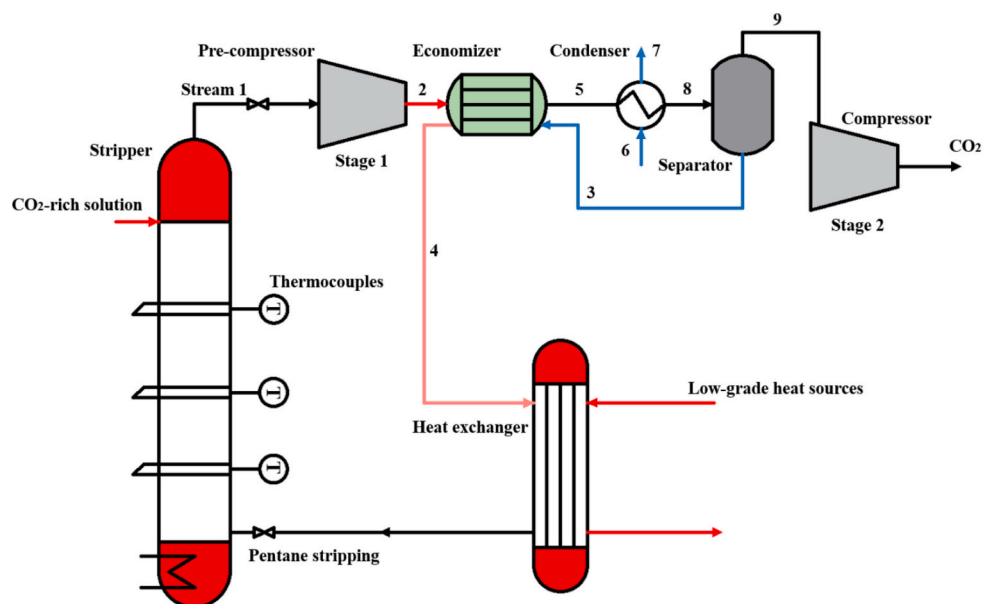 9
Pre-compressor
Economizer
Condenser
7
Stream 1
2
5
8
Compressor
CO₂
Stripper
Stage 1
6
Separator
3
Stage 2
CO₂-rich solution
4
Thermocouples
T
T
T
Low-grade heat sources
Heat exchanger
Pentane stripping